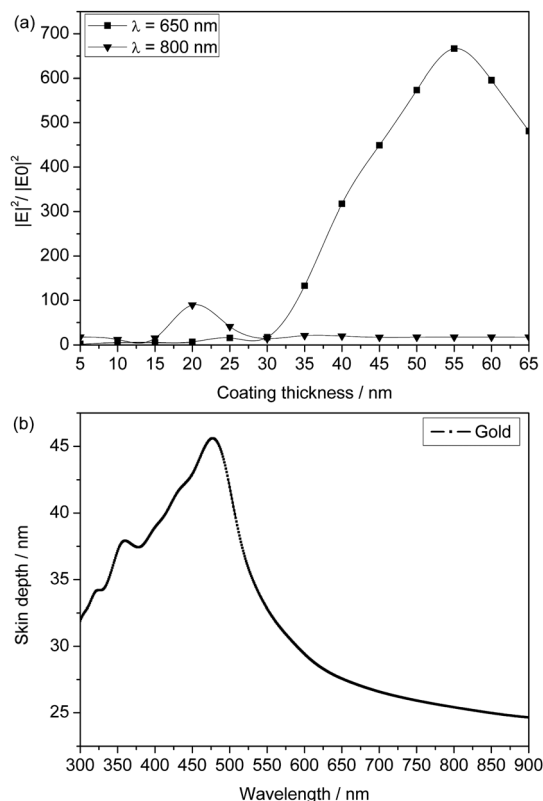 (a)
λ = 650 nm
λ = 800 nm
|E|²/ |E0|²
700
600
500
400
300
200
100
0
5 10 15 20 25 30 35 40 45 50 55 60 65
Coating thickness / nm
(b)
Gold
Skin depth / nm
45
40
35
30
25
300 350 400 450 500 550 600 650 700 750 800 850 900
Wavelength / nm